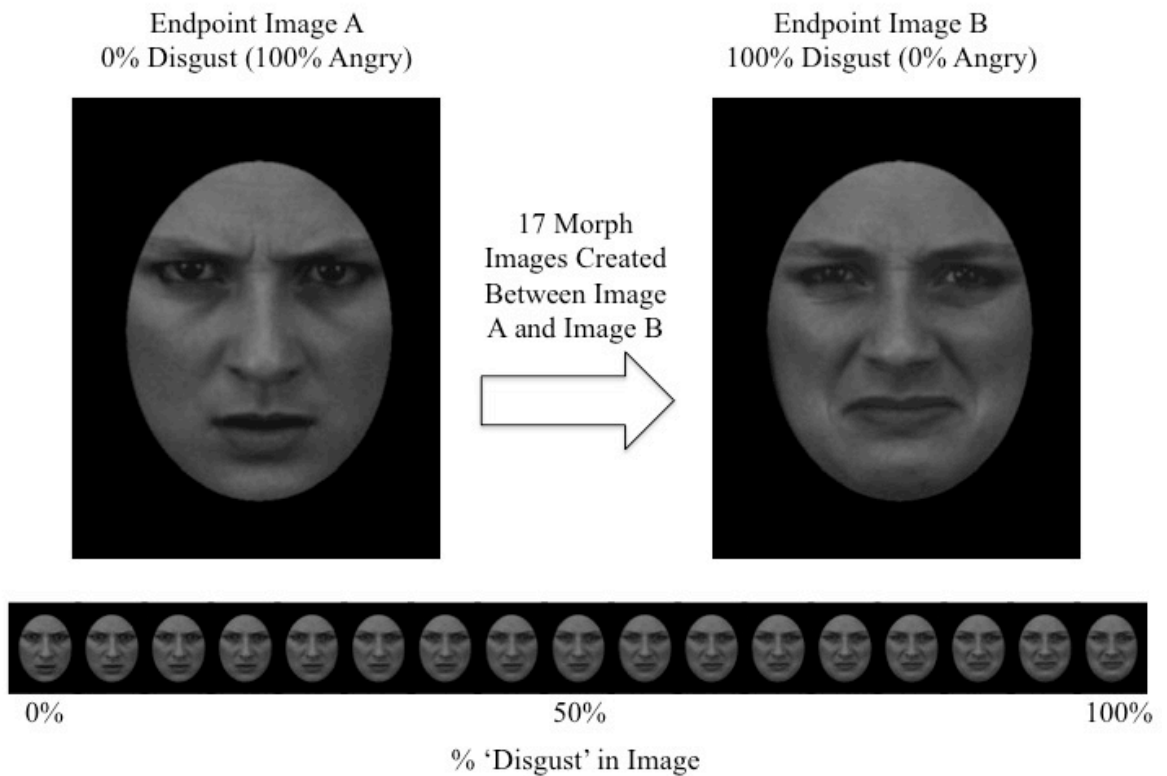 Endpoint Image A
0% Disgust (100% Angry)
Endpoint Image B
100% Disgust (0% Angry)
17 Morph
Images Created
Between Image
A and Image B
0%
50%
100%
% ‘Disgust’ in Image